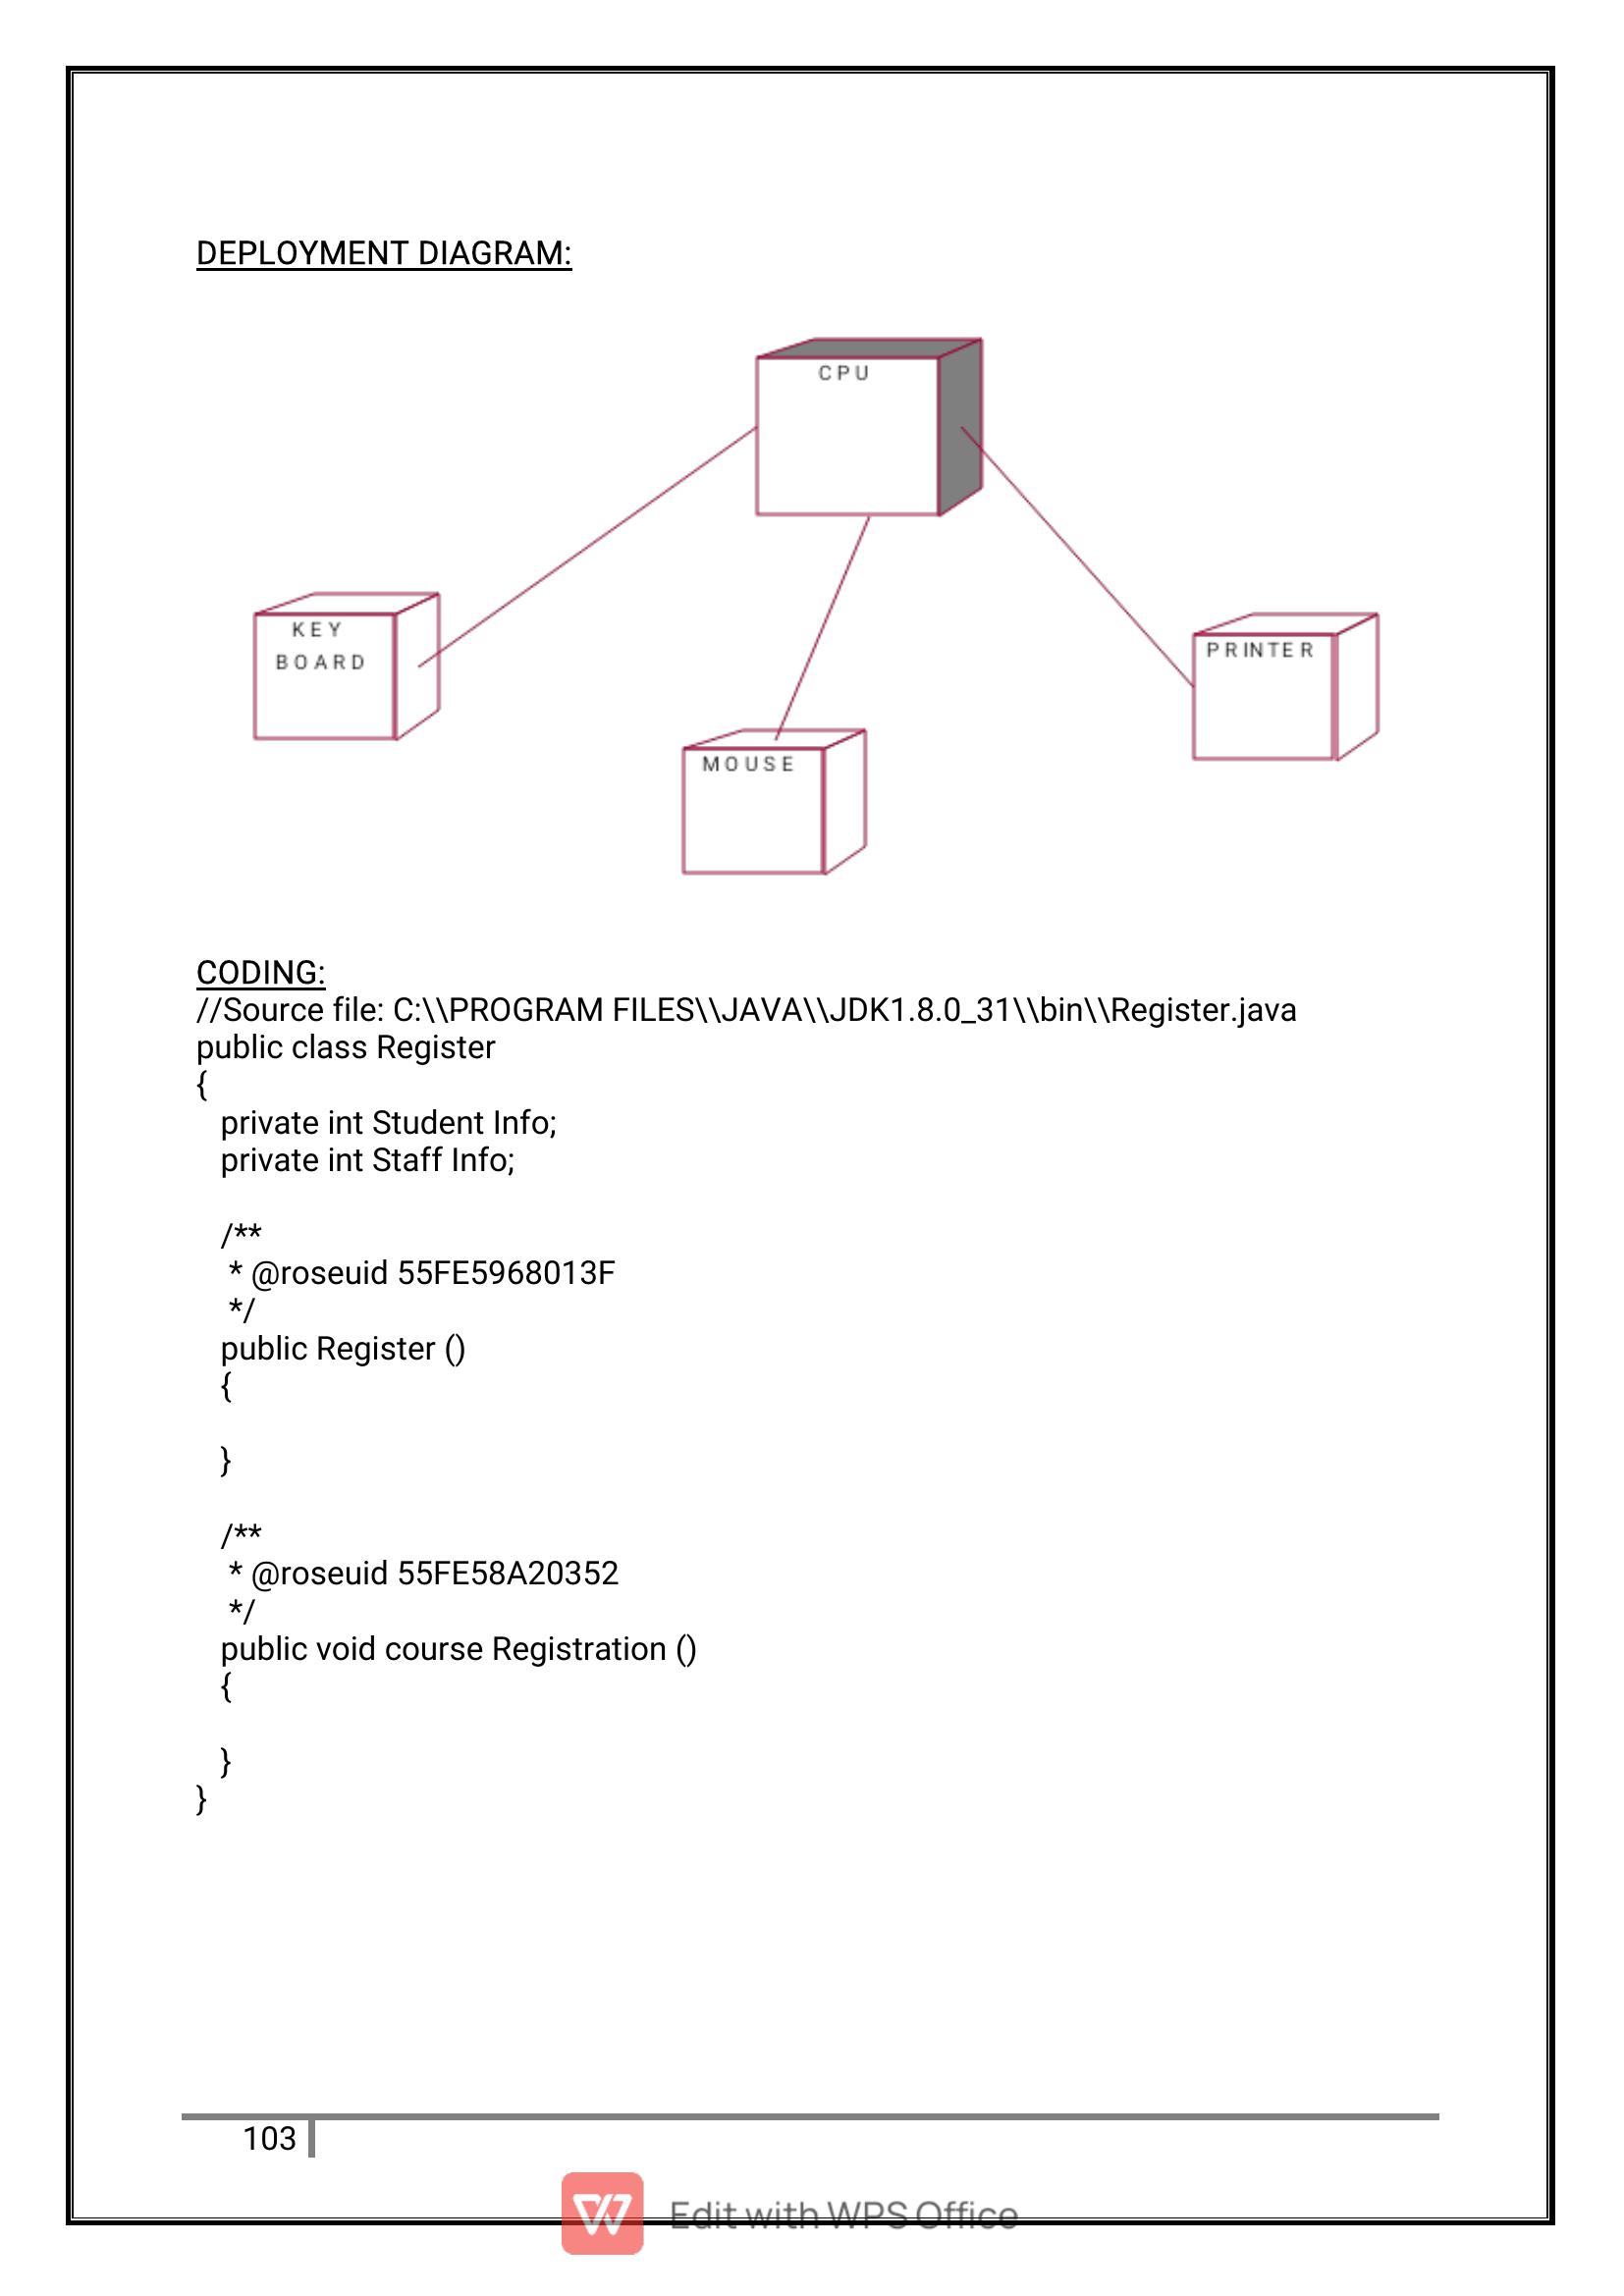 DEPLOYMENT DIAGRAM:
CPU
KEY
BOARD
PRINTER
MOUSE
CODING:
//Source file: C:\\PROGRAM FILES\\JAVA\\JDK1.8.0_31\\bin\\Register.java
public class Register
{
private int Student Info;
private int Staff Info;
/**
* @roseuid 55FE5968013F
*/
public Register ()
{
}
/**
* @roseuid 55FE58A20352
*/
public void course Registration ()
{
}
}
103
Edit with WPS Office